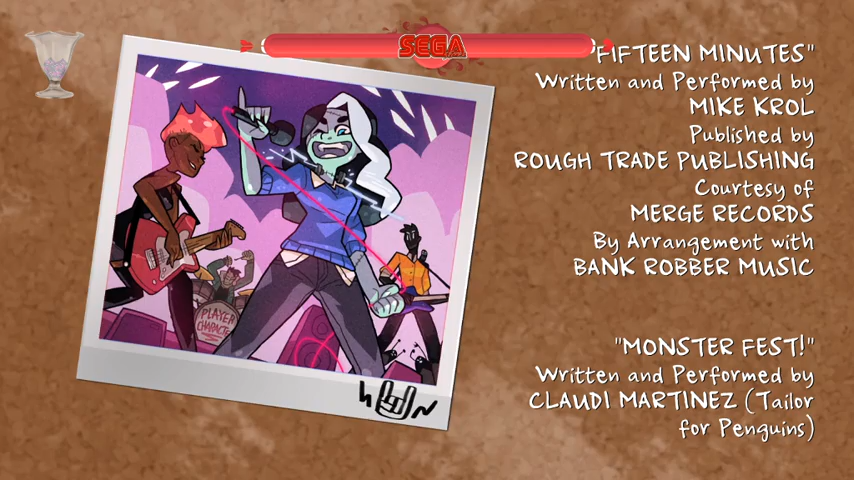 SEGA
"FIFTEEN MINUTES"
Written and Performed by
MIKE KROL
Published by
ROUGH TRADE PUBLISHING
Courtesy of
MERGE RECORDS
By Arrangement with
BANK ROBBER MUSIC
PLAYER
CHARACTE
"MONSTER FEST!"
Written and Performed by
CLAUDI MARTINEZ (Tailor
for Penguins)